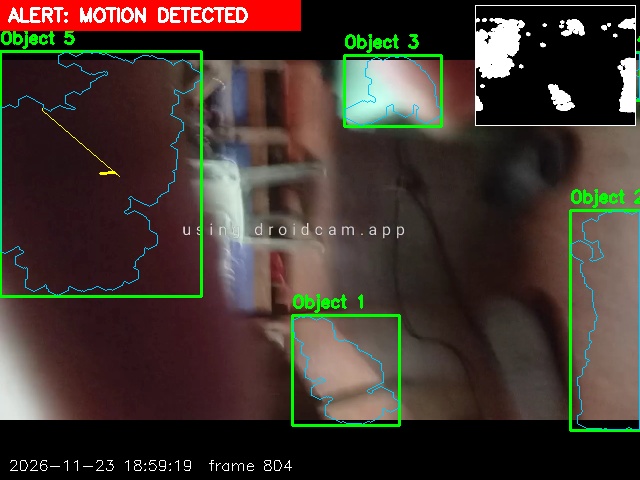 ALERT: MOTION DETECTED
Object 5
Object 3
Object 2
using droidcam.app
Object 1
2026-11-23 18:59:19 frame 804